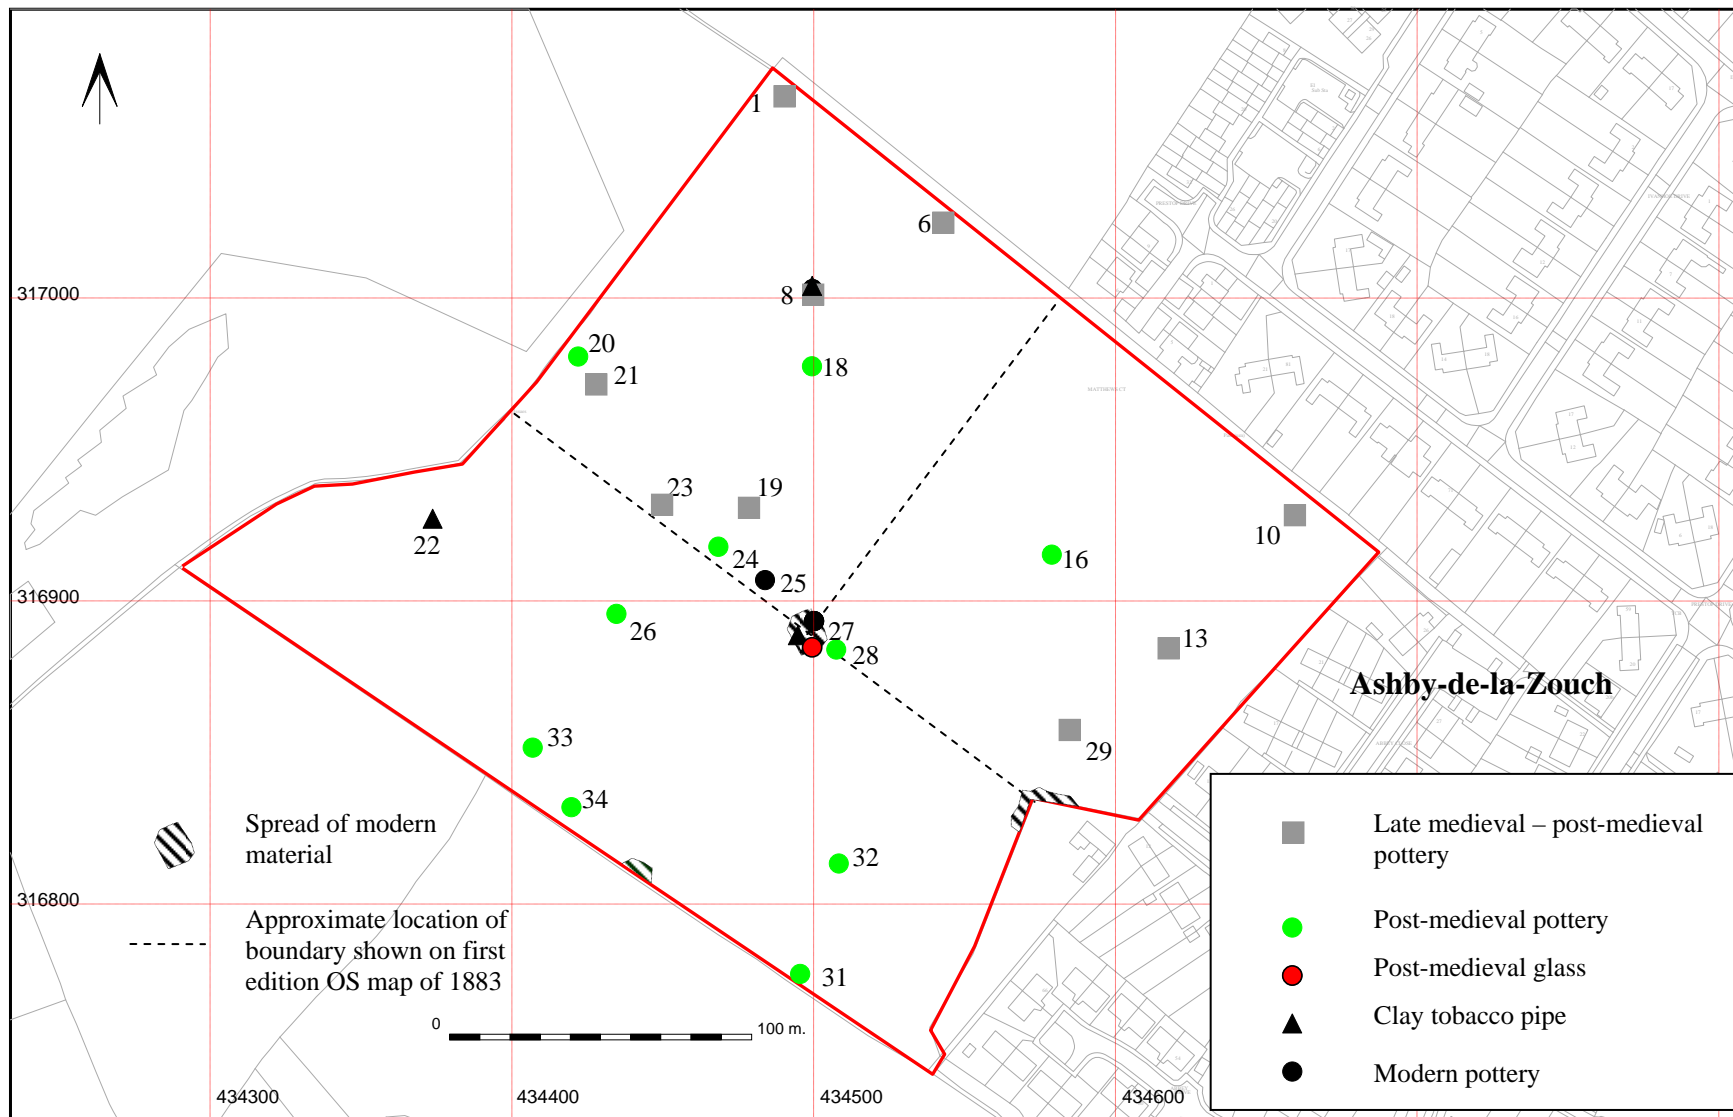 1
6
317000
8
20
18
21
MATTHEWS CT
23
19
10
22
24
16
25
316900
26
27
13
28
Ashby-de-la-Zouch
33
29
34
Spread of modern
material
32
Late medieval – post-medieval
pottery
316800
Approximate location of
boundary shown on first
edition OS map of 1883
Post-medieval pottery
31
Post-medieval glass
0
100 m.
Clay tobacco pipe
Modern pottery
434300
434400
434500
434600